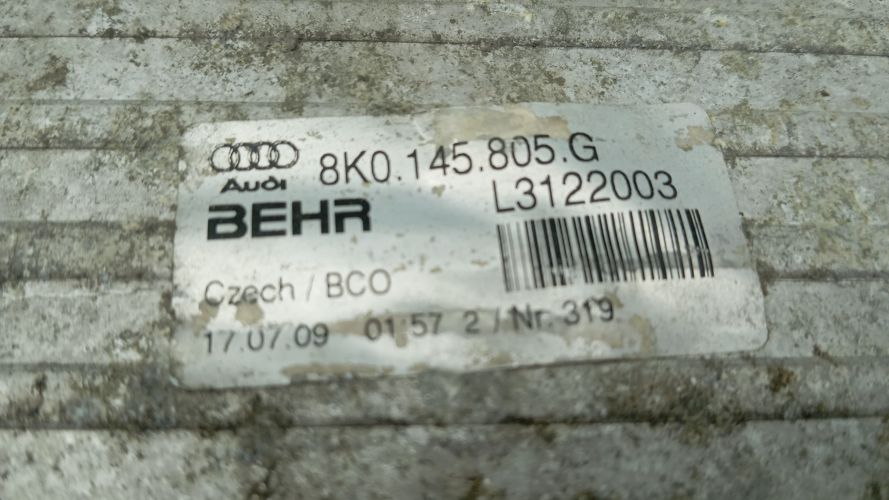 8K0.145.805.G
Audi
L3122003
BEHR
Czech / BCO
17.07.09 01:57 2 / Nr. 319